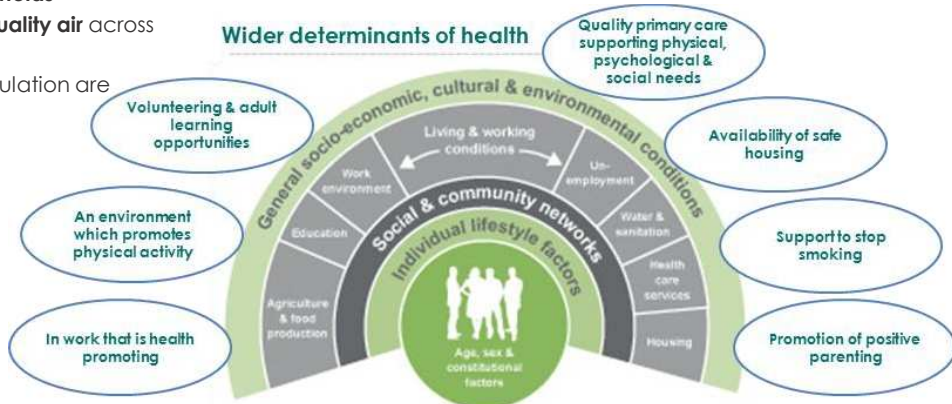 uality air across
ulation are
Wider determinants of health
Quality primary care
supporting physical,
psychological &
social needs
Volunteering & adult
learning
opportunities
Availability of safe
housing
An environment
which promotes
physical activity
Support to stop
smoking
In work that is health
promoting
Promotion of positive
parenting
General socio-economic, cultural & environmental conditions
Living & working
conditions
Work
environment
Un-
employment
Education
Water &
sanitation
Agriculture
& food
production
Health
care
services
Housing
Social & community networks
Individual lifestyle factors
Age, sex &
constitutional
factors